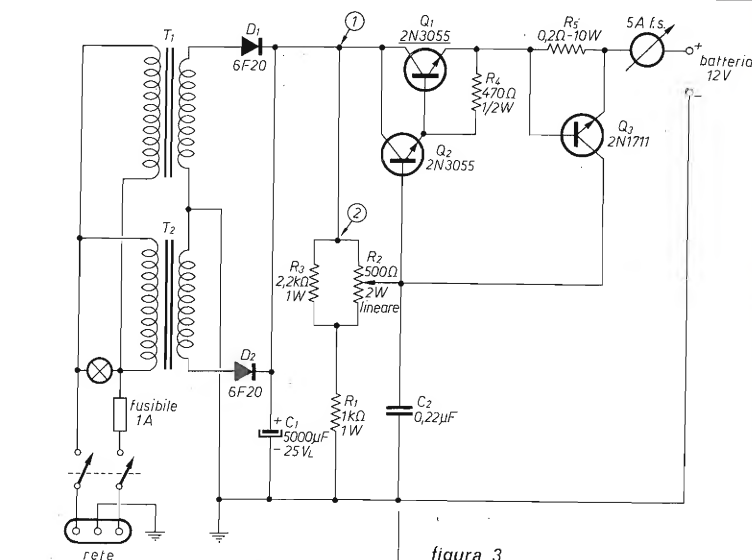 T1
D1
6F20
1
Q1
2N3055
R5
0,2Ω-10W
5A f.s.
+
batteria
12V
-
R4
470Ω
1/2W
Q2
2N3055
Q3
2N1711
T2
2
R3
2,2kΩ
1W
R2
500Ω
2W
lineare
D2
6F20
fusibile
1A
+ C1
5000µF
- 25VL
R1
1kΩ
1W
C2
0,22µF
rete
figura 3